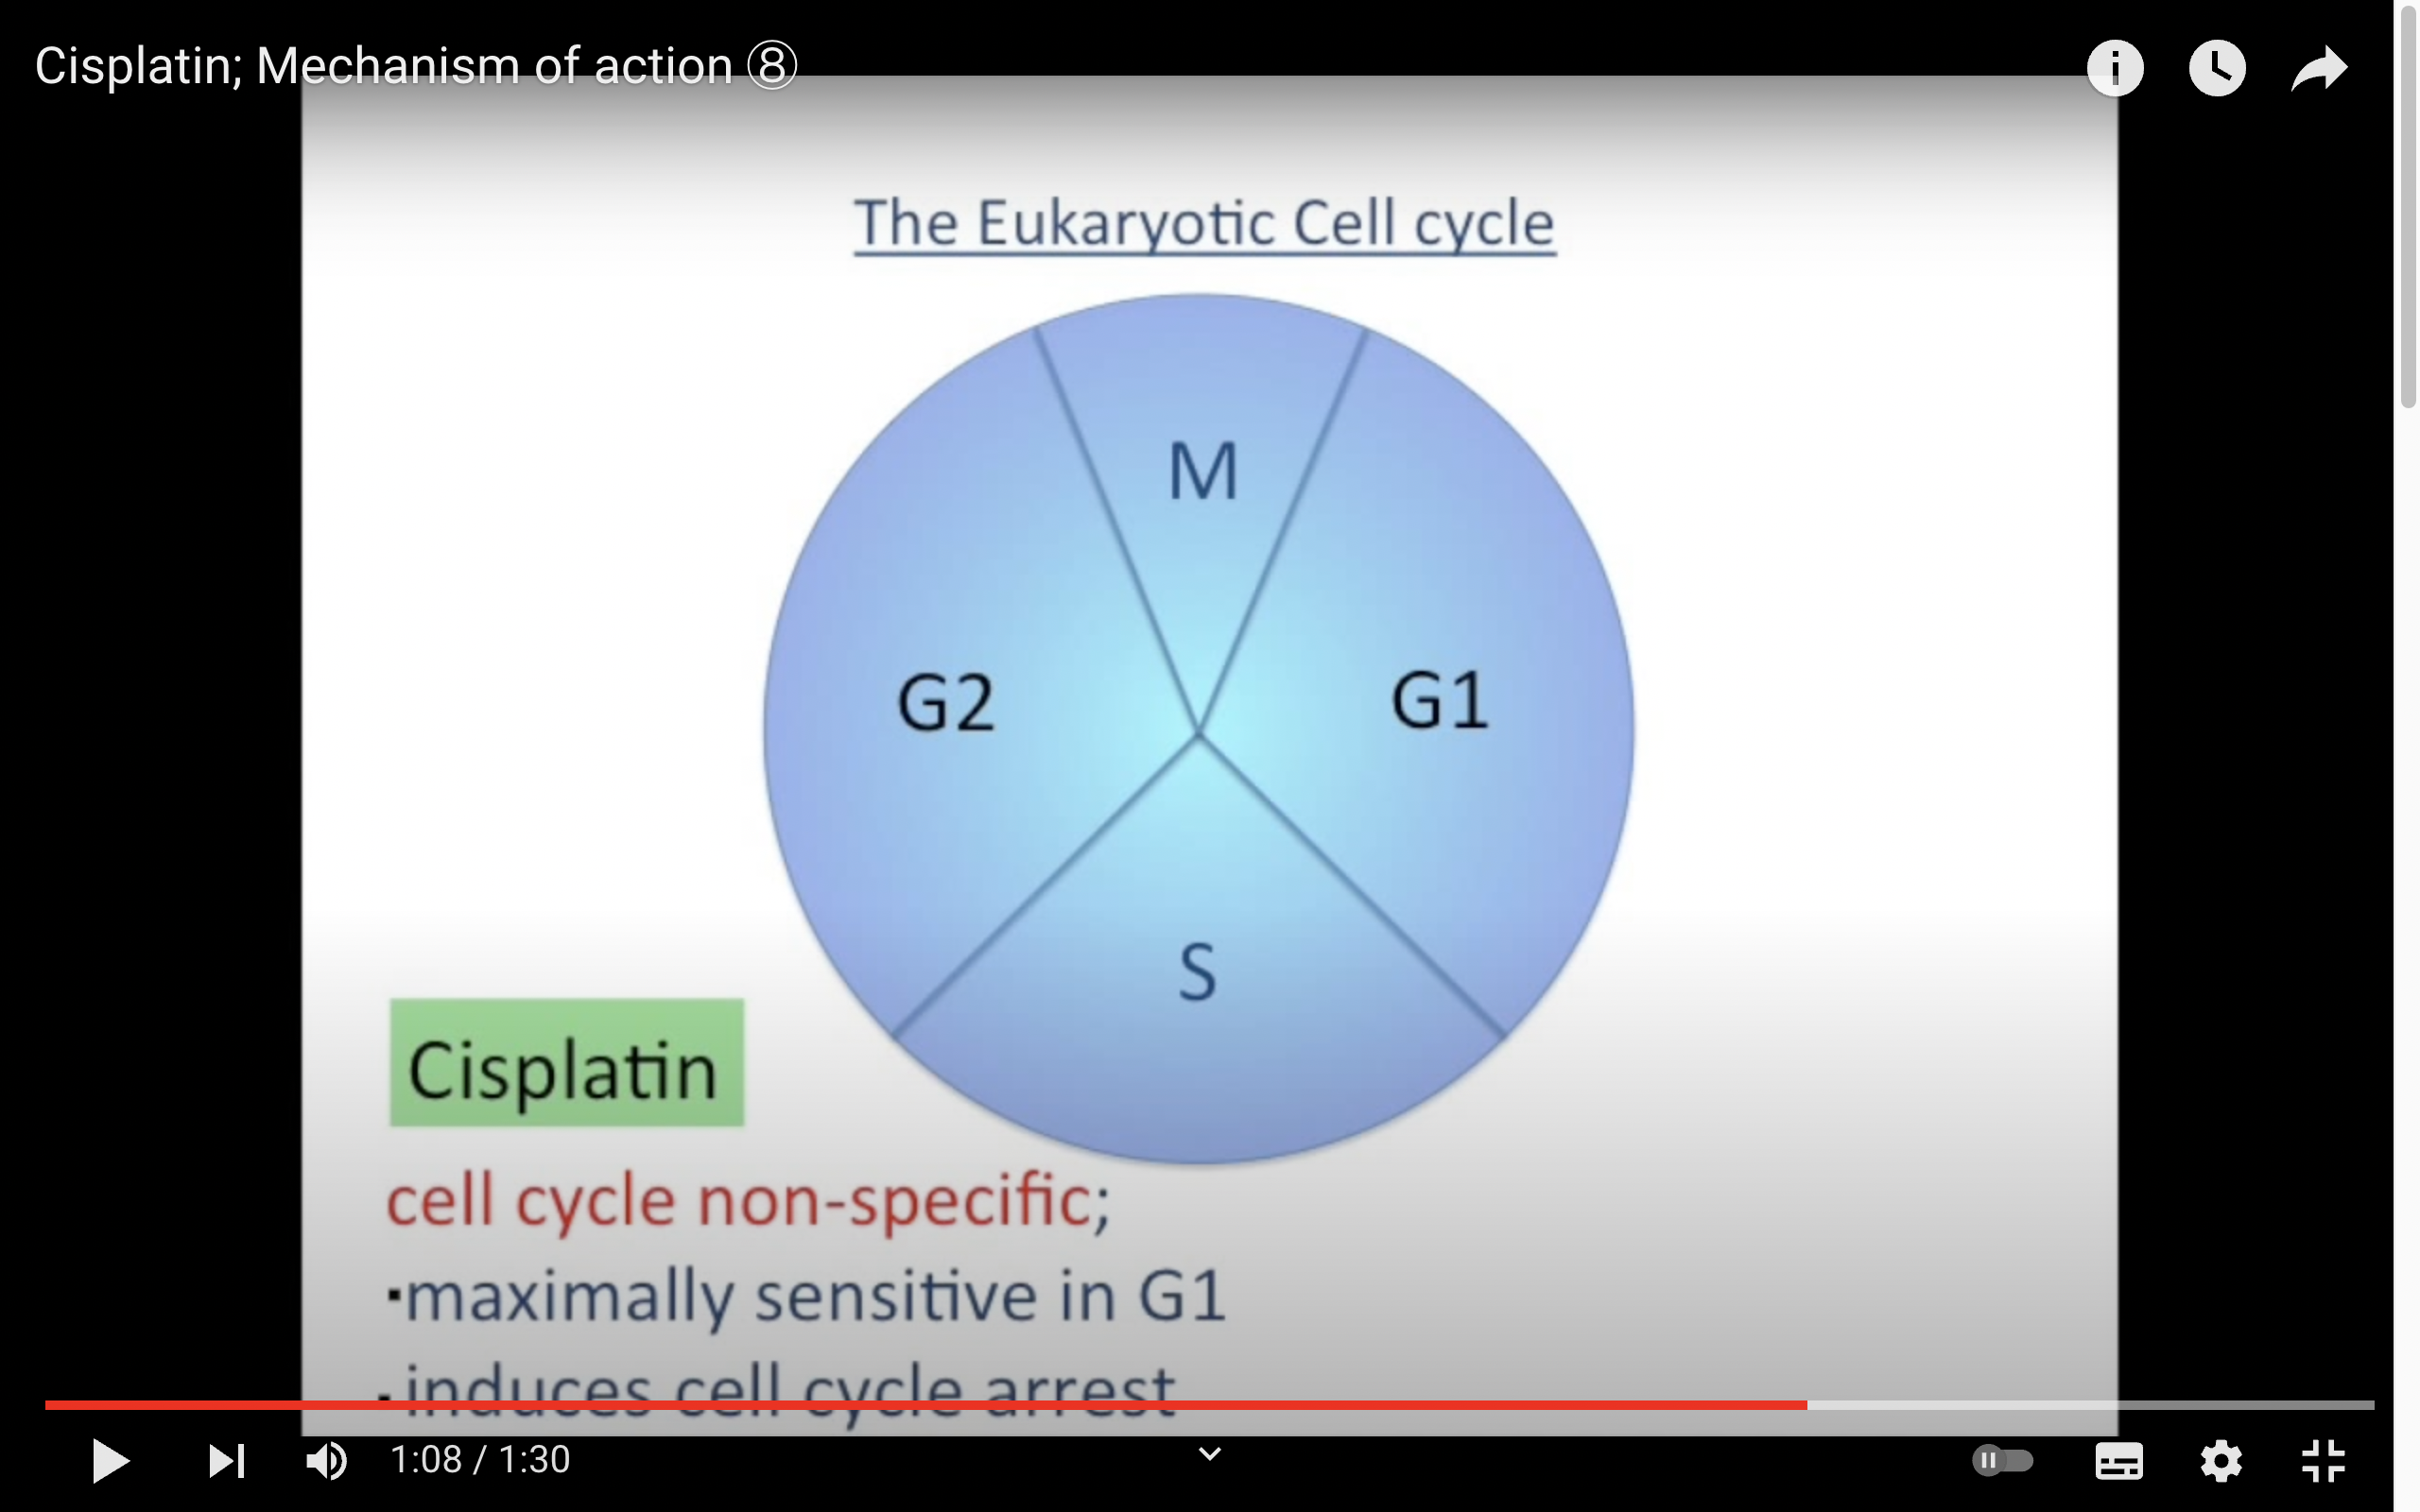 Cisplatin; Mechanism of action ⑧
The Eukaryotic Cell cycle
M
G2
G1
S
Cisplatin
cell cycle non-specific;
▪maximally sensitive in G1
▪induces cell cycle arrest
1:08 / 1:30